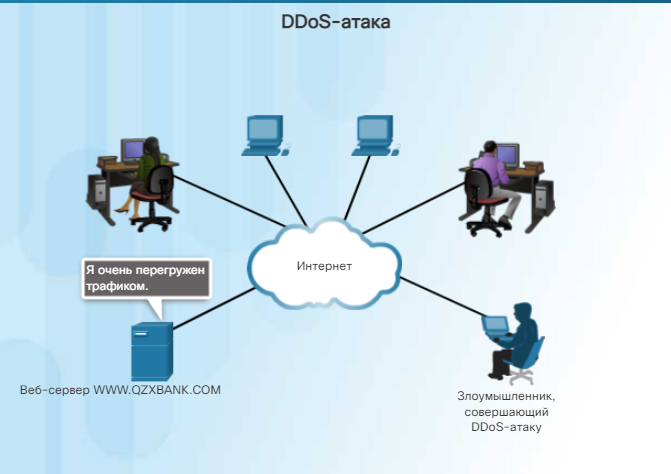 DDoS-атака
Интернет
Я очень перегружен
трафиком.
Веб-сервер WWW.QZXBANK.COM
Злоумышленник,
совершающий
DDoS-атаку